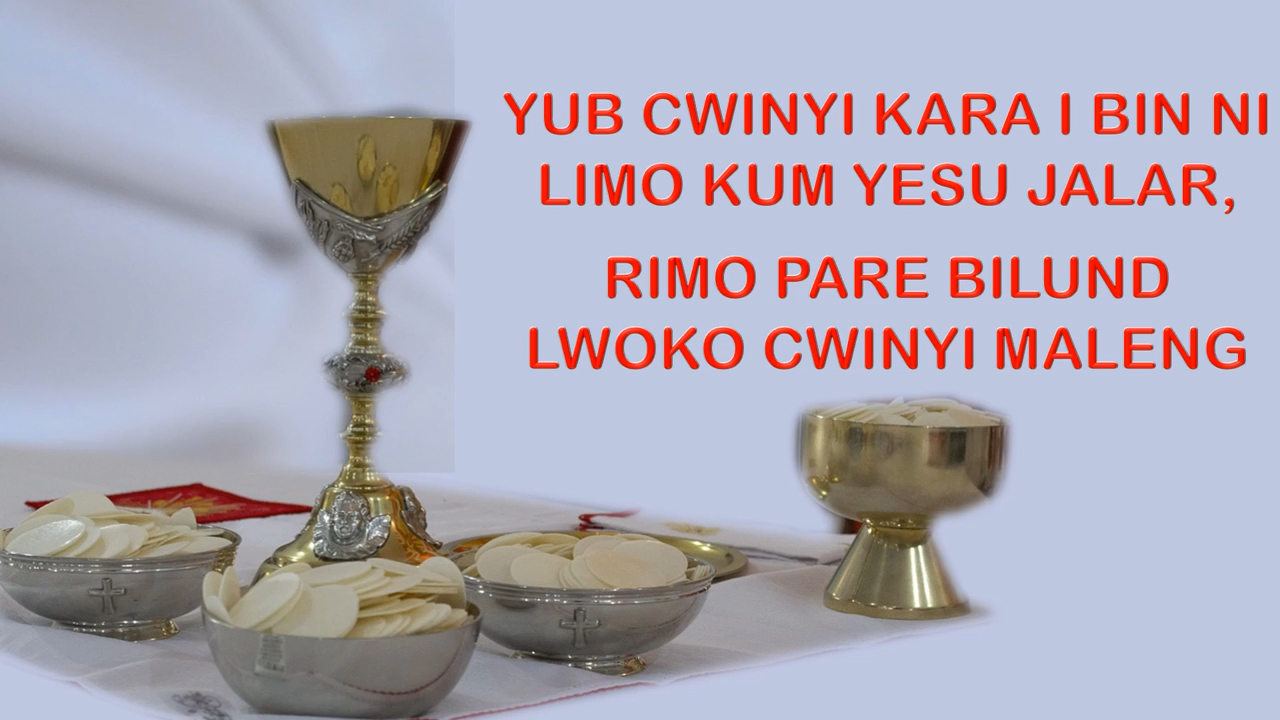 YUB CWINYI KARA I BIN NI
LIMO KUM YESU JALAR,
RIMO PARE BILUND
LWOKO CWINYI MALENG